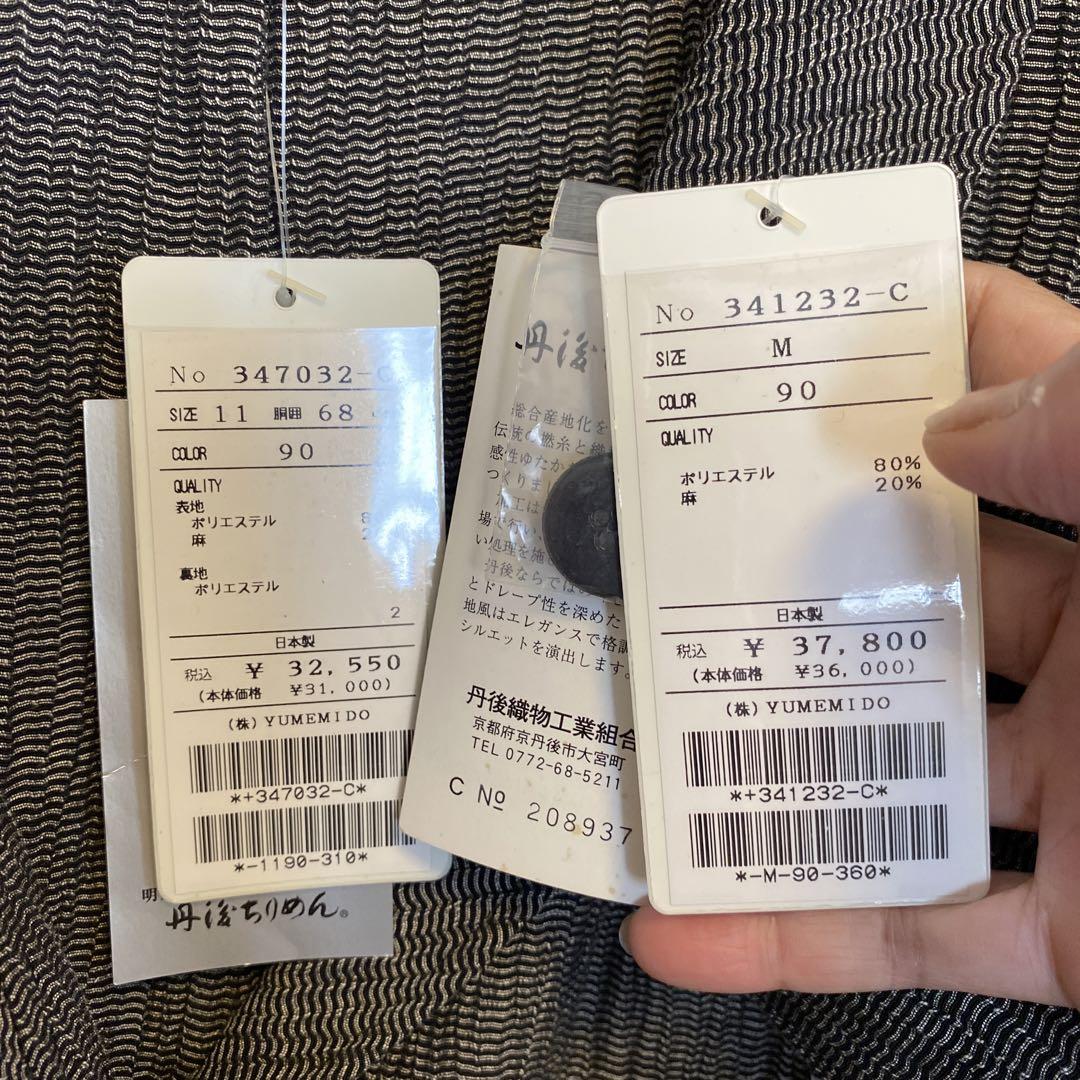 No 347032-C
SIZE 11 胴囲 68
COLOR 90
QUALITY
表地
ポリエステル 8
麻
裏地
ポリエステル
2
日本製
税込 ¥ 32,550
(本体価格 ¥31,000)
(株) YUMEMIDO
*+347032-C*
*-1190-310*
明
丹後ちりめん®
丹後
総合産地化を
伝統の撚糸と織
感性ゆたか
つくりまし
工は
場で行い、
い処理を施
丹後ならでは
とドレープ性を深めた
地風はエレガンスで格調
シルエットを演出します。
丹後織物工業組合
京都府京丹後市大宮町
TEL 0772-68-5211
C No 208937
No 341232-C
SIZE M
COLOR 90
QUALITY
ポリエステル 80%
麻 20%
日本製
税込 ¥ 37,800
(本体価格 ¥36,000)
(株) YUMEMIDO
*+341232-C*
*-M-90-360*